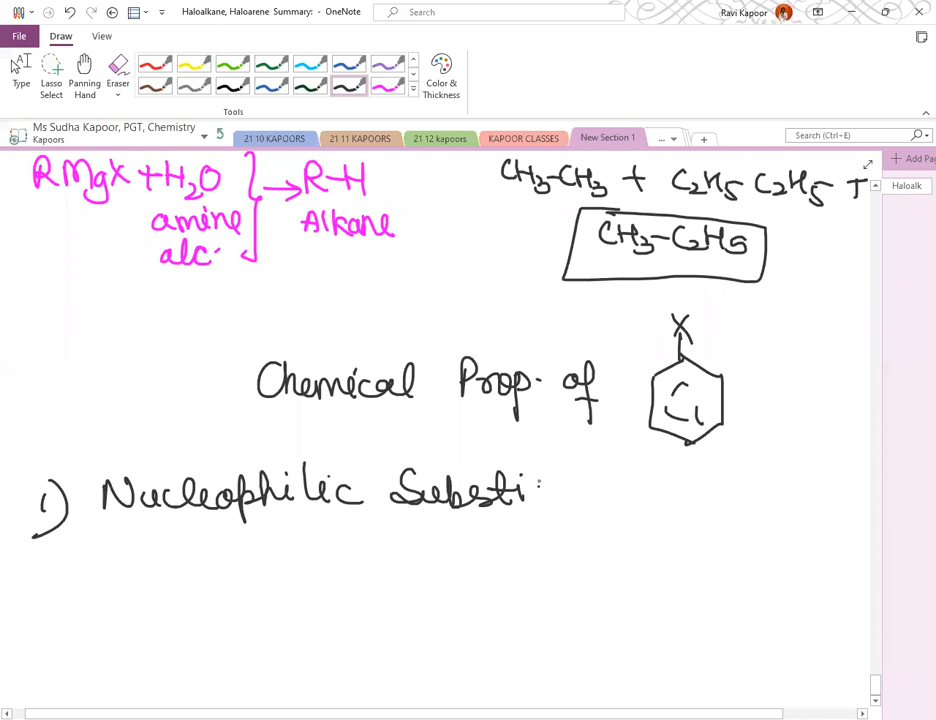 Haloalkane, Haloarene Summary: - OneNote
Search
Ravi Kapoor
File Draw View
Type Lasso Select Panning Hand Eraser Color & Thickness
Tools
Ms Sudha Kapoor, PGT, Chemistry
Kapoors
21 10 KAPOORS 21 11 KAPOORS 21 12 kapoors KAPOOR CLASSES New Section 1 ... Search (Ctrl+E)
Add Pag
Haloalk
RMgX + H2O → R-H
amine Alkane
alc.
CH3-CH3 + C2H5 C2H5 +
CH3-C2H5
X
Chemical Prop. of
1) Nucleophilic Substi